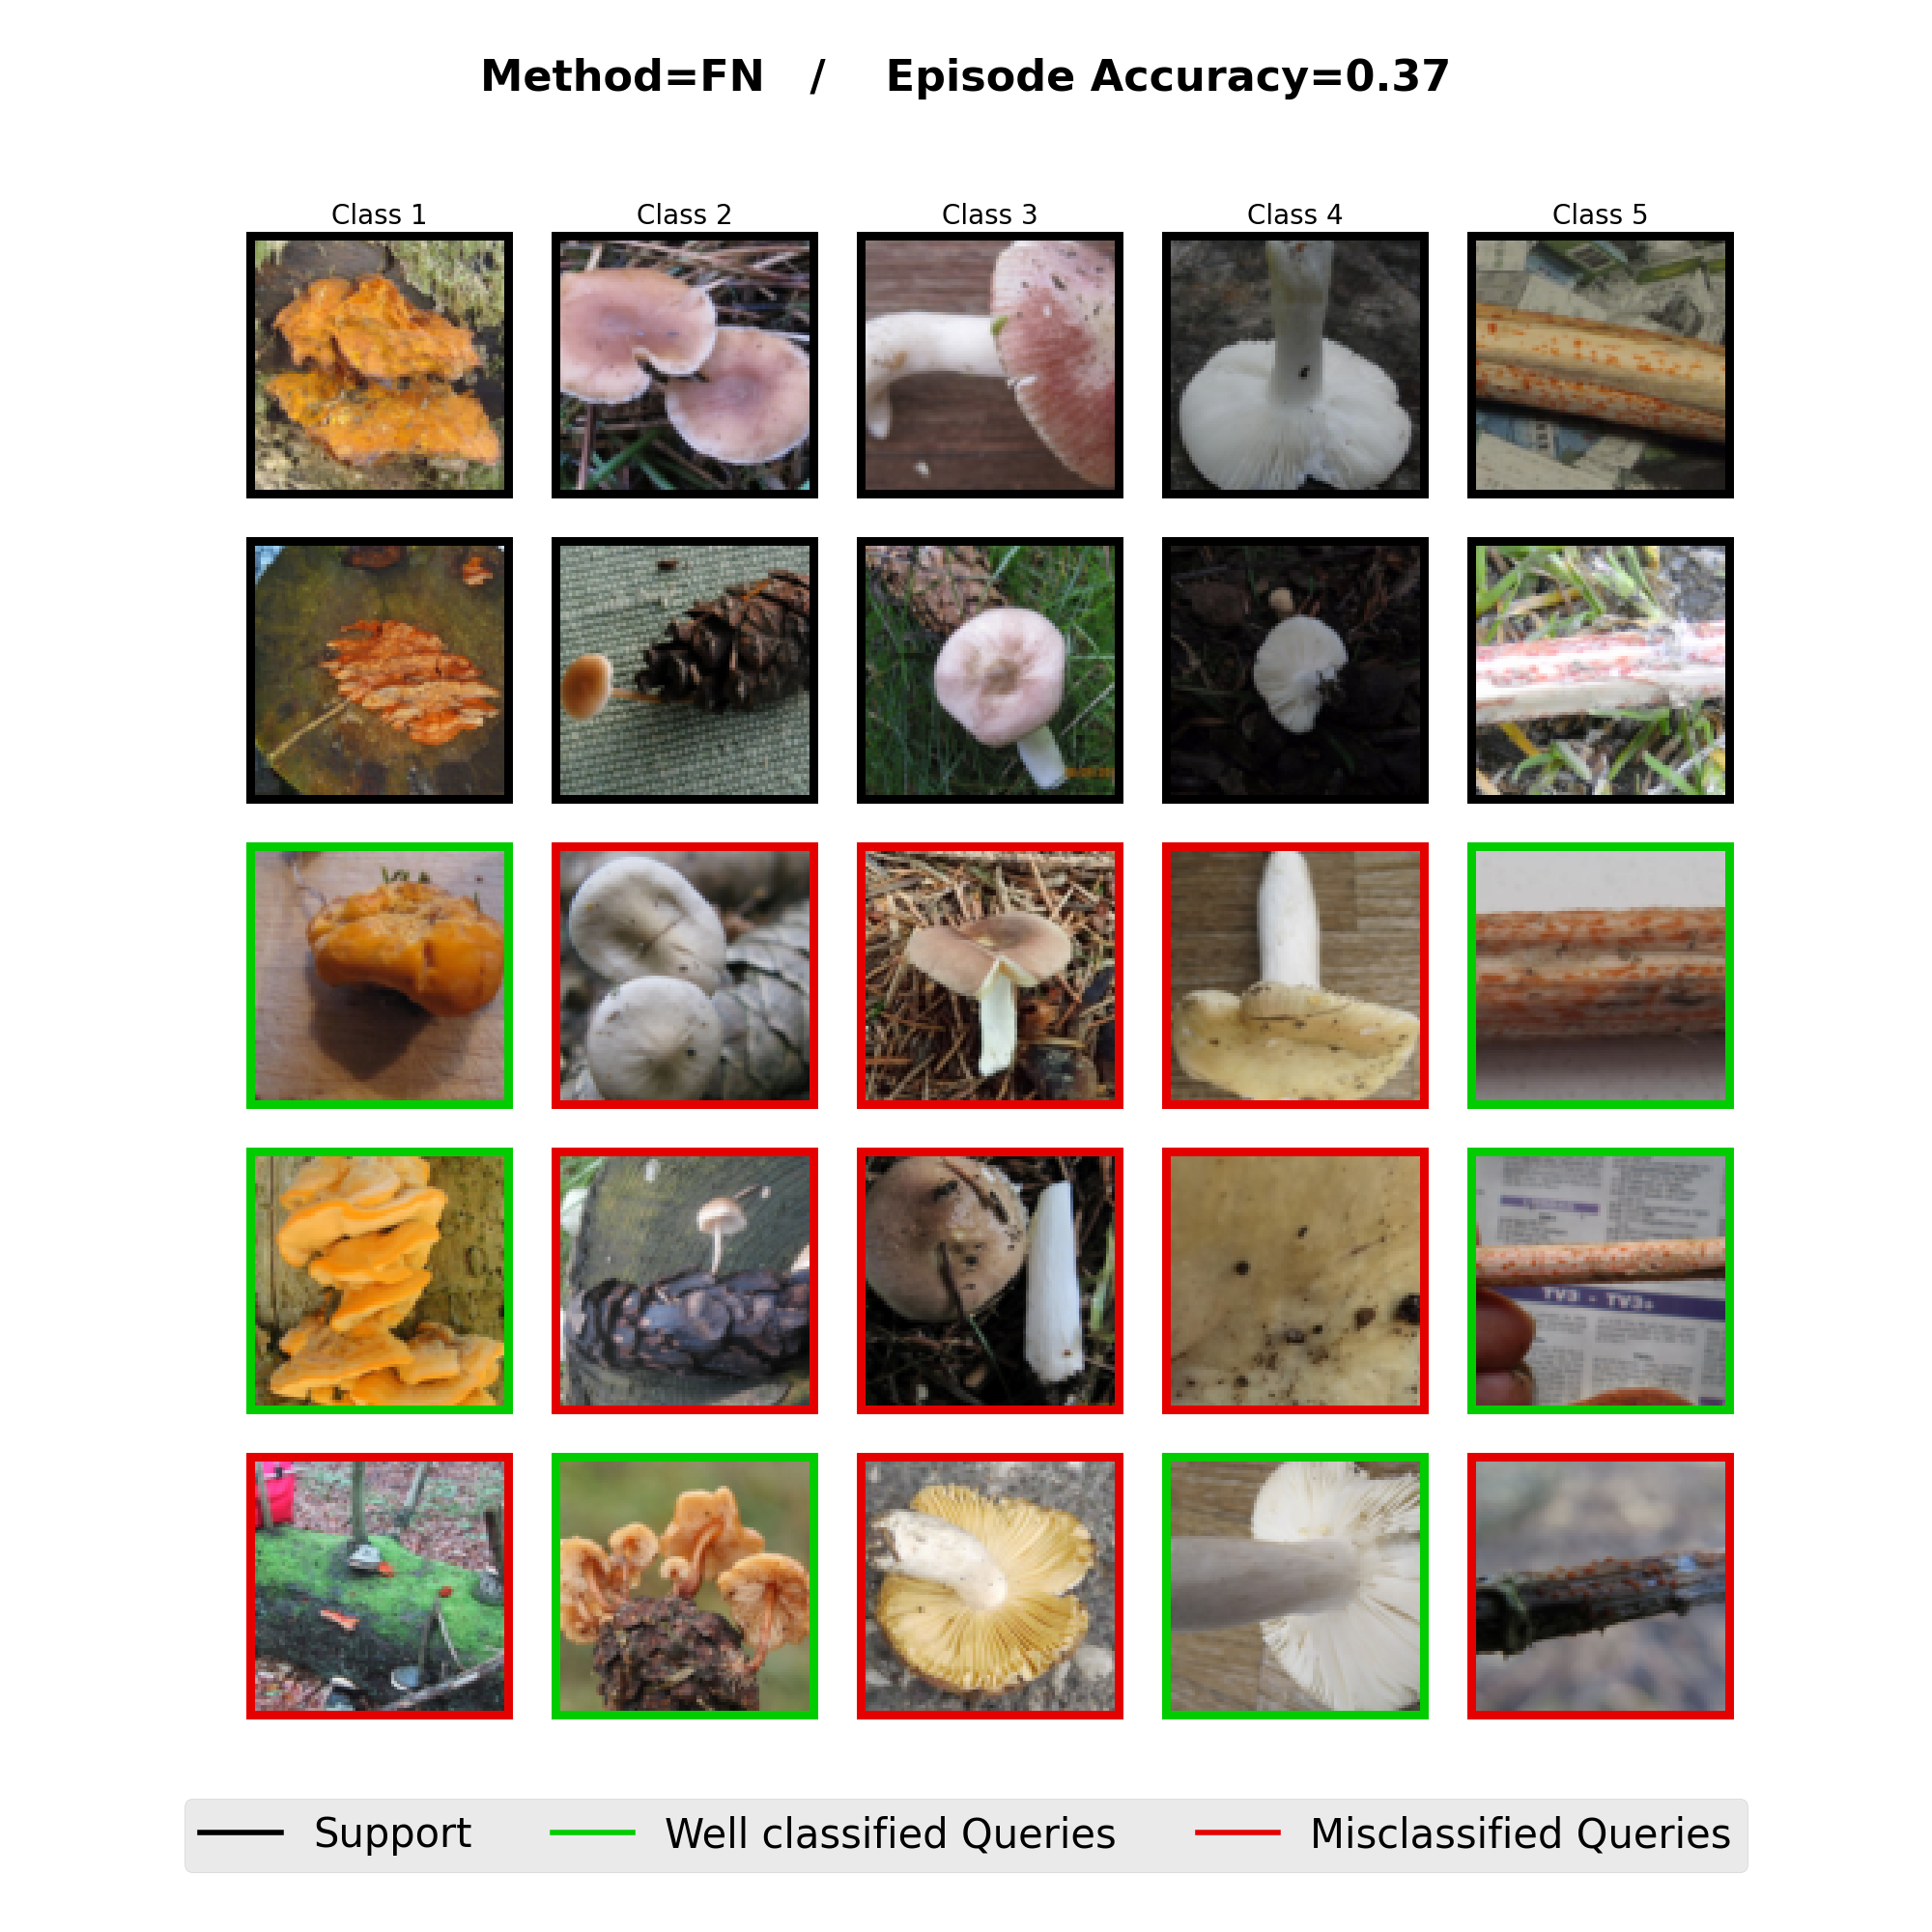 Method=FN / Episode Accuracy=0.37
Class 1 Class 2 Class 3 Class 4 Class 5
TV3 - TV3+
Support Well classified Queries Misclassified Queries